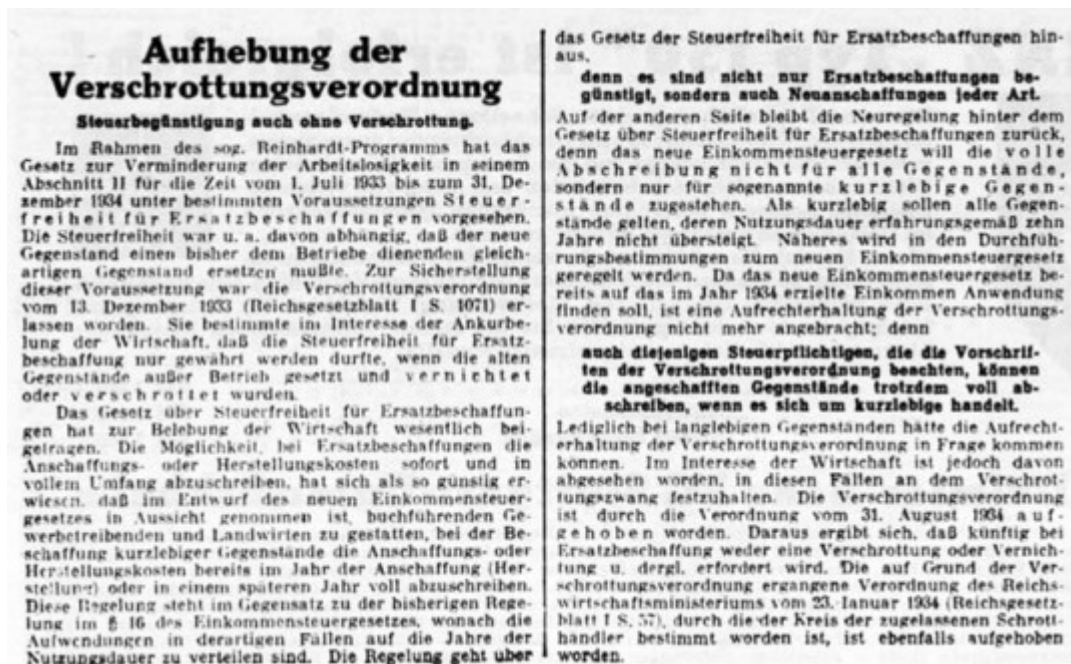 Aufhebung der
Verschrottungsverordnung
Steuerbegünstigung auch ohne Verschrottung.
Im Rahmen des sog. Reinhardt-Programms hat das
Gesetz zur Verminderung der Arbeitslosigkeit in seinem
Abschnitt II für die Zeit vom 1. Juli 1933 bis zum 31. De-
zember 1934 unter bestimmten Voraussetzungen Steuer-
freiheit für Ersatzbeschaffungen vorgesehen.
Die Steuerfreiheit war u. a. davon abhängig, daß der neue
Gegenstand einen bisher dem Betriebe dienenden gleich-
artigen Gegenstand ersetzen mußte. Zur Sicherstellung
dieser Voraussetzung war die Verschrottungsverordnung
vom 13. Dezember 1933 (Reichsgesetzblatt I S. 1071) er-
lassen worden. Sie bestimmte im Interesse der Ankurbe-
lung der Wirtschaft, daß die Steuerfreiheit für Ersatz-
beschaffung nur gewährt werden durfte, wenn die alten
Gegenstände außer Betrieb gesetzt und vernichtet
oder verschrottet wurden.
Das Gesetz über Steuerfreiheit für Ersatzbeschaffun-
gen hat zur Belebung der Wirtschaft wesentlich bei-
getragen. Die Möglichkeit, bei Ersatzbeschaffungen die
Anschaffungs- oder Herstellungskosten sofort und in
vollem Umfang abzuschreiben, hat sich als so günstig er-
wiesen, daß im Entwurf des neuen Einkommensteuer-
gesetzes in Aussicht genommen ist, buchführenden Ge-
werbetreibenden und Landwirten zu gestatten, bei der Be-
schaffung kurzlebiger Gegenstände die Anschaffungs- oder
Herstellungskosten bereits im Jahr der Anschaffung (Her-
stellung) oder in einem späteren Jahr voll abzuschreiben.
Diese Regelung steht im Gegensatz zu der bisherigen Rege-
lung im § 16 des Einkommensteuergesetzes, wonach die
Aufwendungen in derartigen Fällen auf die Jahre der
Nutzungsdauer zu verteilen sind. Die Regelung geht über
das Gesetz der Steuerfreiheit für Ersatzbeschaffungen hin-
aus,
denn es sind nicht nur Ersatzbeschaffungen be-
günstigt, sondern auch Neuanschaffungen jeder Art.
Auf der anderen Seite bleibt die Neuregelung hinter dem
Gesetz über Steuerfreiheit für Ersatzbeschaffungen zurück,
denn das neue Einkommensteuergesetz will die volle
Abschreibung nicht für alle Gegenstände,
sondern nur für sogenannte kurzlebige Gegen-
stände zugestehen. Als kurzlebig sollen alle Gegen-
stände gelten, deren Nutzungsdauer erfahrungsgemäß zehn
Jahre nicht übersteigt. Näheres wird in den Durchfüh-
rungsbestimmungen zum neuen Einkommensteuergesetz
geregelt werden. Da das neue Einkommensteuergesetz be-
reits auf das im Jahr 1934 erzielte Einkommen Anwendung
finden soll, ist eine Aufrechterhaltung der Verschrottungs-
verordnung nicht mehr angebracht; denn
auch diejenigen Steuerpflichtigen, die die Vorschrif-
ten der Verschrottungsverordnung beachten, können
die angeschafften Gegenstände trotzdem voll ab-
schreiben, wenn es sich um kurzlebige handelt.
Lediglich bei langlebigen Gegenständen hätte die Aufrecht-
erhaltung der Verschrottungsverordnung in Frage kommen
können. Im Interesse der Wirtschaft ist jedoch davon
abgesehen worden, in diesen Fällen an dem Verschrot-
tungszwang festzuhalten. Die Verschrottungsverordnung
ist durch die Verordnung vom 31. August 1934 auf-
gehoben worden. Daraus ergibt sich, daß künftig bei
Ersatzbeschaffung weder eine Verschrottung oder Vernich-
tung u. dergl. erfordert wird. Die auf Grund der Ver-
schrottungsverordnung ergangene Verordnung des Reichs-
wirtschaftsministeriums vom 23. Januar 1934 (Reichsgesetz-
blatt I S. 57), durch die der Kreis der zugelassenen Schrott-
händler bestimmt worden ist, ist ebenfalls aufgehoben
worden.